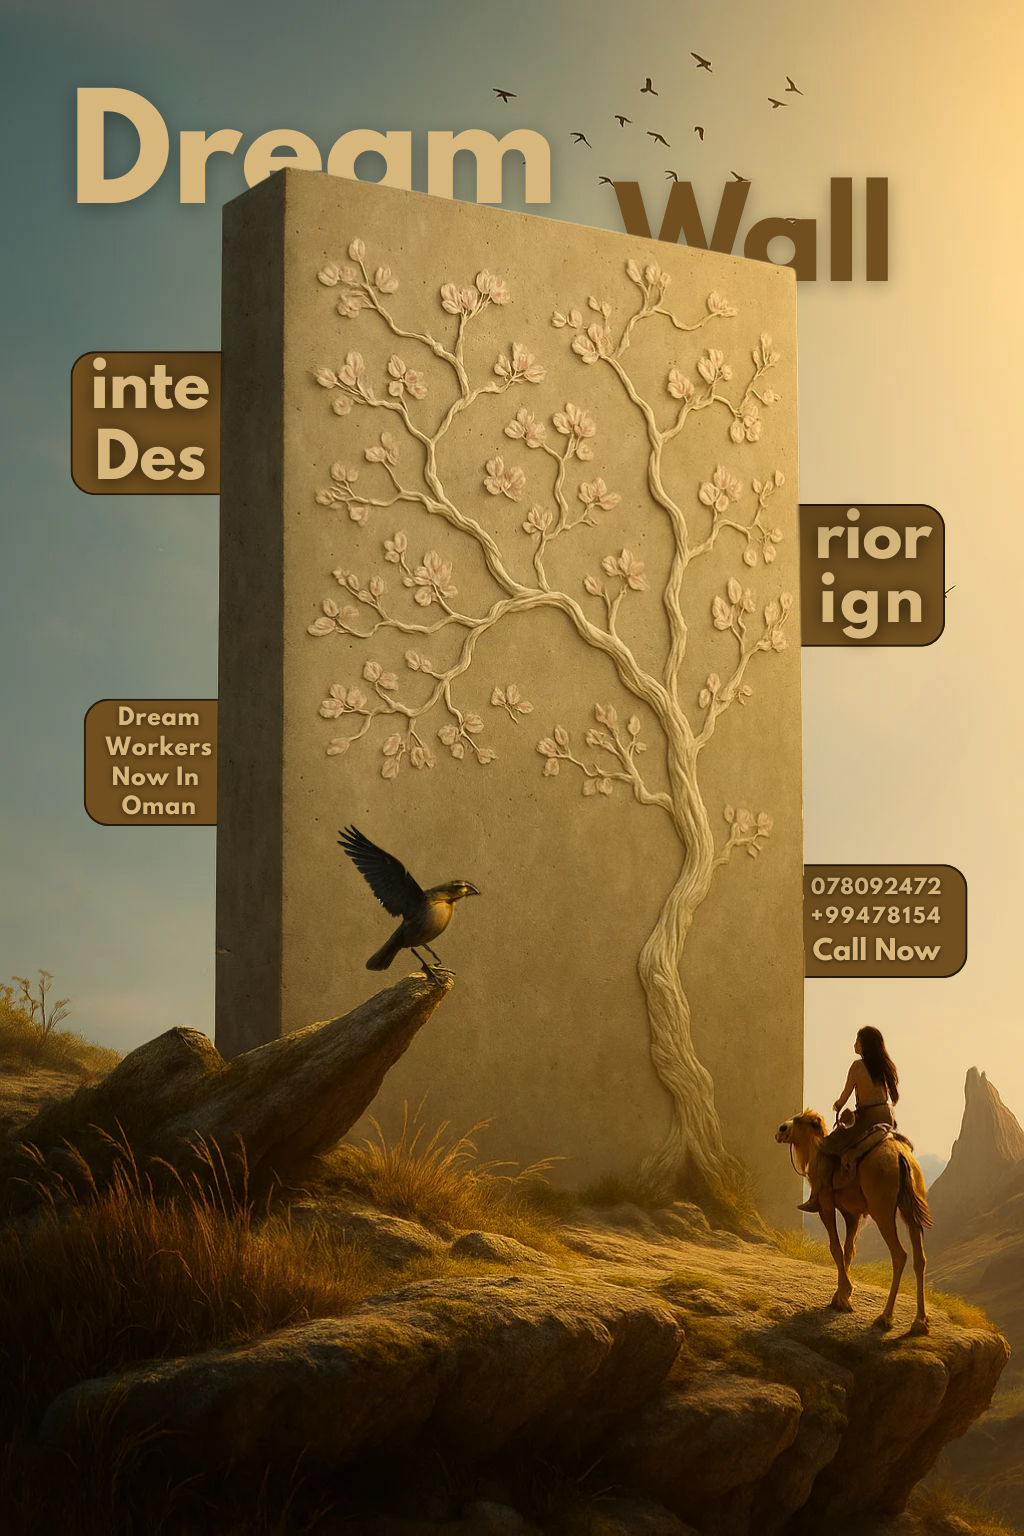 Dream
Wall
inte
Des
rior
ign
Dream
Workers
Now In
Oman
078092472
+99478154
Call Now